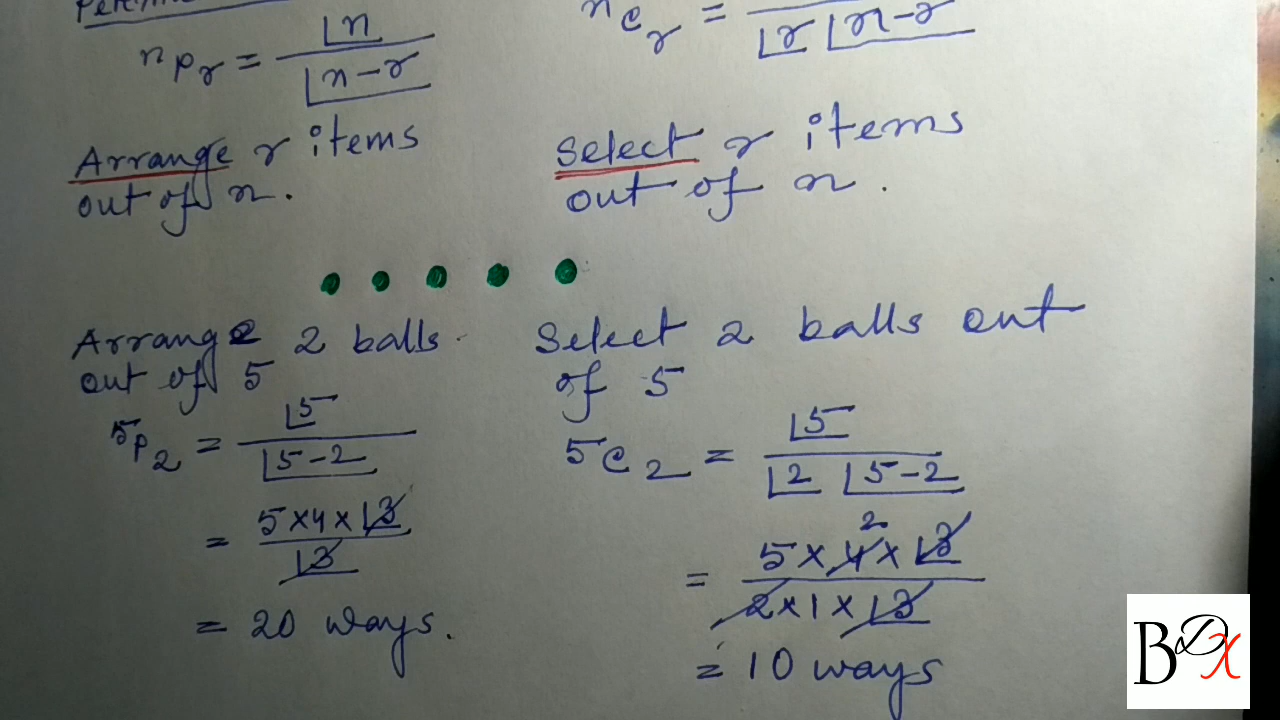 nPr = ⌊n / ⌊n-r
nCr = / ⌊r ⌊n-r
Arrange r items
out of n.
Select r items
out of n.
Arrange 2 balls
out of 5
5P2 = ⌊5 / ⌊5-2
= 5×4×⌊3 / ⌊3
= 20 ways.
Select 2 balls out
of 5
5C2 = ⌊5 / ⌊2 ⌊5-2
2
= 5×4×⌊3 / 2×1×⌊3
= 10 ways
BDX